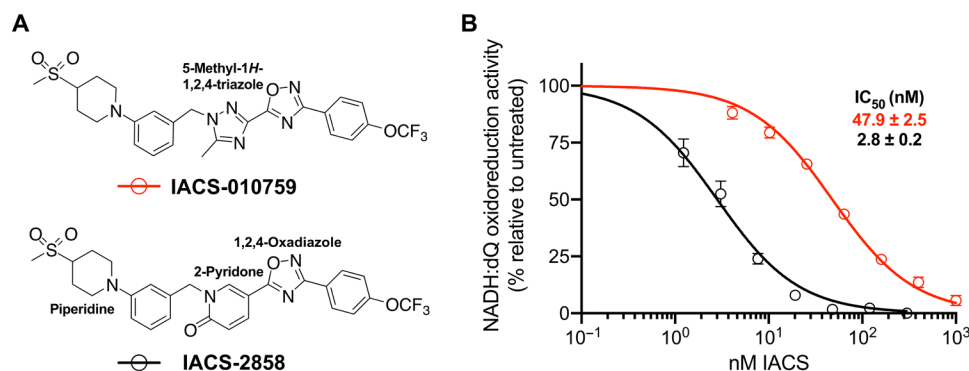 A
O
O
S
N
5-Methyl-1H-
1,2,4-triazole
N
N
N
O
N
N
OCF3
IACS-010759
O
O
S
N
Piperidine
2-Pyridone
1,2,4-Oxadiazole
N
O
O
N
N
OCF3
IACS-2858
B
NADH:dQ oxidoreduction activity
(% relative to untreated)
100
75
50
25
0
10⁻¹
10⁰
10¹
10²
10³
nM IACS
IC50 (nM)
47.9 ± 2.5
2.8 ± 0.2